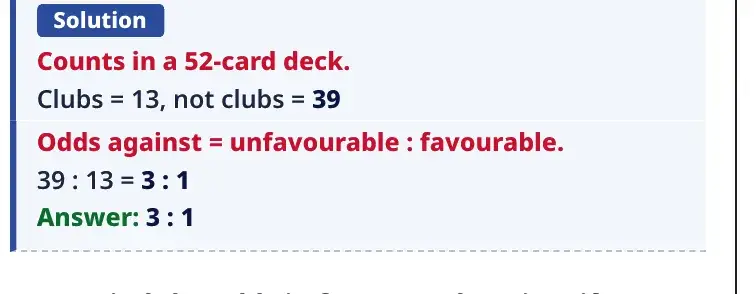 Solution
Counts in a 52-card deck.
Clubs = 13, not clubs = 39
Odds against = unfavourable : favourable.
39 : 13 = 3 : 1
Answer: 3 : 1